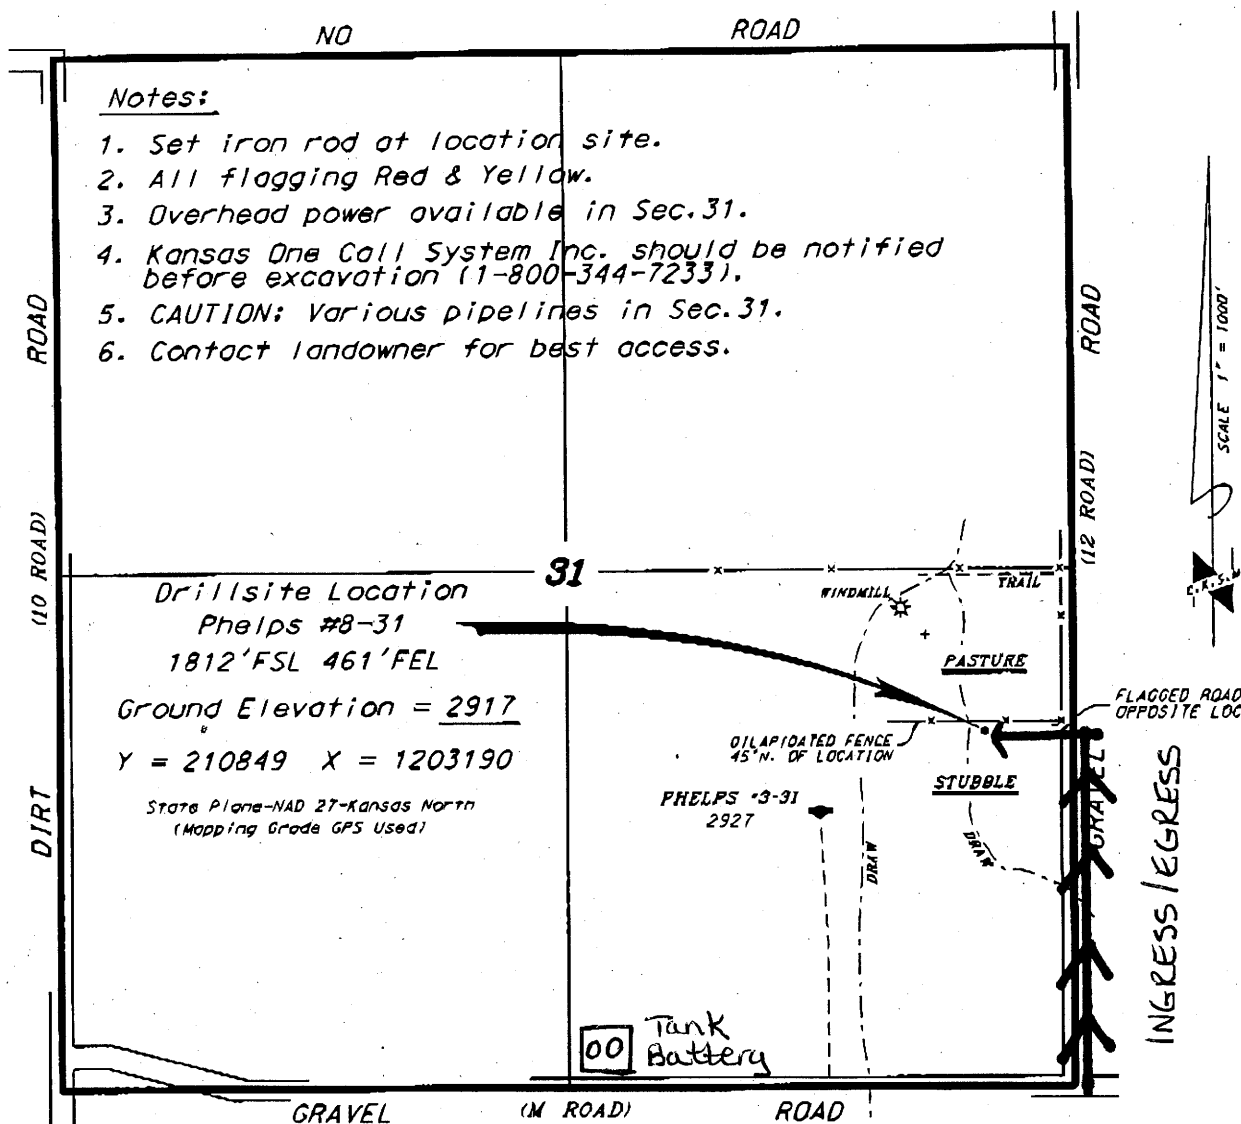 NO ROAD
Notes:
1. Set iron rod at location site.
2. All flagging Red & Yellow.
3. Overhead power available in Sec.31.
4. Kansas One Call System Inc. should be notified
before excavation (1-800-344-7233).
5. CAUTION: Various pipelines in Sec.31.
6. Contact landowner for best access.
ROAD
(10 ROAD)
DIRT
ROAD
(12 ROAD)
GRAVEL
SCALE 1" = 1000'
31
Drillsite Location
Phelps #8-31
1812'FSL 461'FEL
Ground Elevation = 2917
Y = 210849 X = 1203190
State Plane-NAD 27-Kansas North
(Mapping Grade GPS Used)
WINDMILL
TRAIL
PASTURE
FLAGGED ROAD
OPPOSITE LOC
DILAPIDATED FENCE
45'N. OF LOCATION
STUBBLE
PHELPS #3-31
2927
DRAW
DRAW
INGRESS/EGRESS
00
Tank
Battery
GRAVEL (M ROAD) ROAD